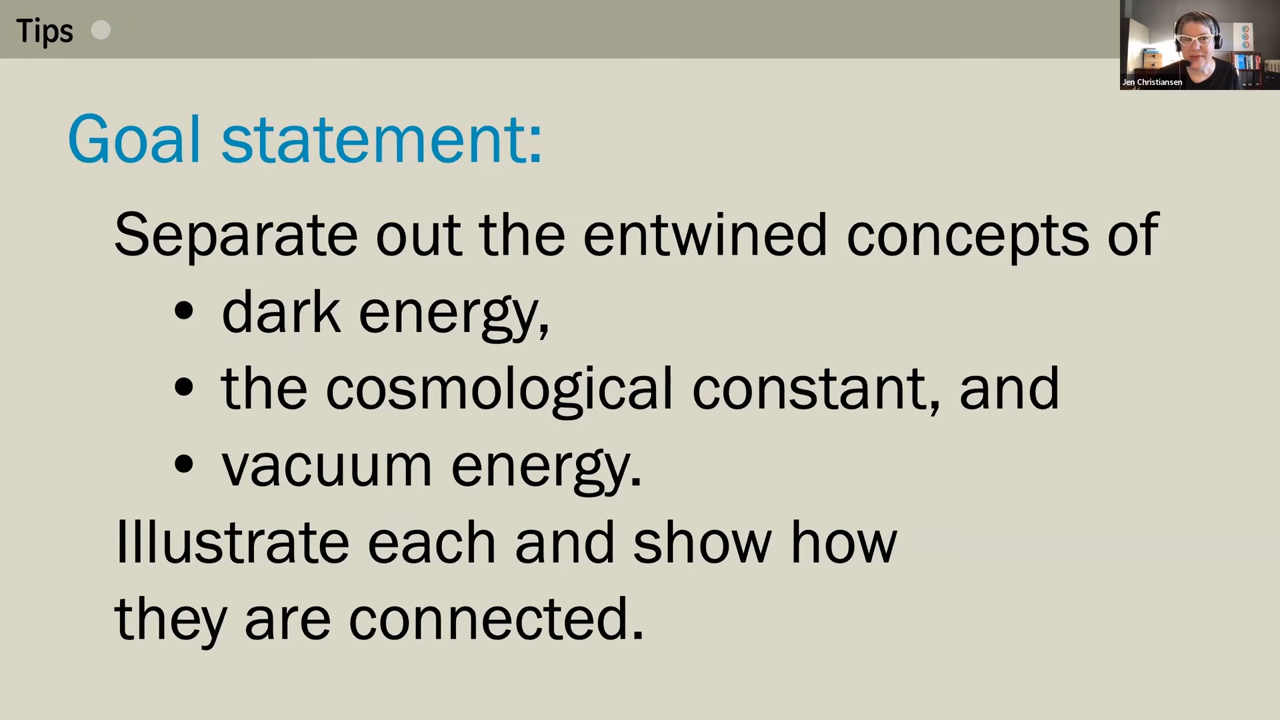 Tips
Jen Christiansen
Goal statement:
Separate out the entwined concepts of
• dark energy,
• the cosmological constant, and
• vacuum energy.
Illustrate each and show how
they are connected.